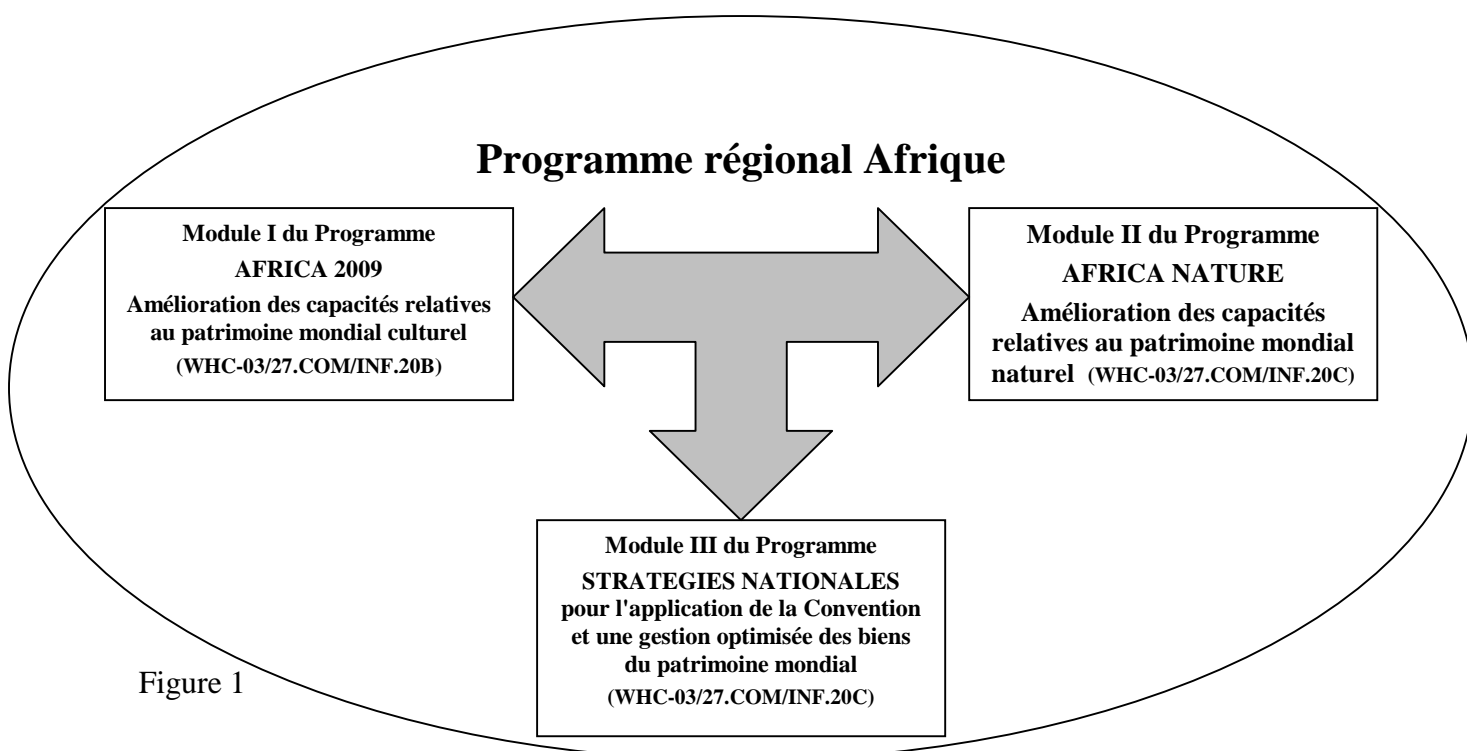 Programme régional Afrique
Module I du Programme
AFRICA 2009
Amélioration des capacités relatives
au patrimoine mondial culturel
(WHC-03/27.COM/INF.20B)
Module II du Programme
AFRICA NATURE
Amélioration des capacités
relatives au patrimoine mondial
naturel (WHC-03/27.COM/INF.20C)
Module III du Programme
STRATEGIES NATIONALES
pour l'application de la Convention
et une gestion optimisée des biens
du patrimoine mondial
(WHC-03/27.COM/INF.20C)
Figure 1